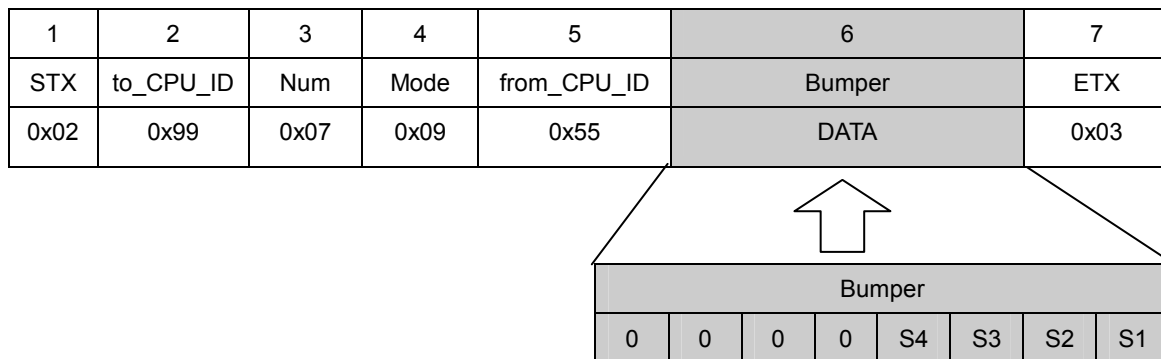 1 2 3 4 5 6 7
STX to_CPU_ID Num Mode from_CPU_ID Bumper ETX
0x02 0x99 0x07 0x09 0x55 DATA 0x03
Bumper
0 0 0 0 S4 S3 S2 S1